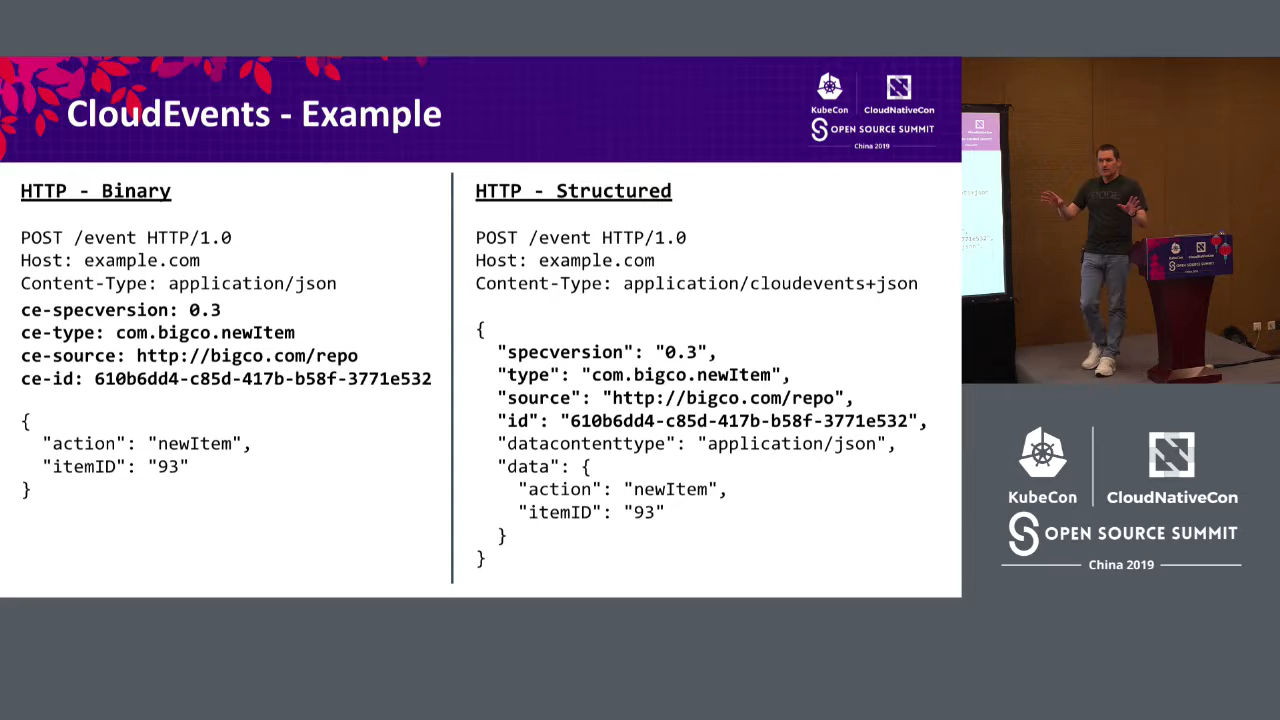 CloudEvents - Example
KubeCon
CloudNativeCon
OPEN SOURCE SUMMIT
China 2019
HTTP - Binary
POST /event HTTP/1.0
Host: example.com
Content-Type: application/json
ce-specversion: 0.3
ce-type: com.bigco.newItem
ce-source: http://bigco.com/repo
ce-id: 610b6dd4-c85d-417b-b58f-3771e532
{
"action": "newItem",
"itemID": "93"
}
HTTP - Structured
POST /event HTTP/1.0
Host: example.com
Content-Type: application/cloudevents+json
{
"specversion": "0.3",
"type": "com.bigco.newItem",
"source": "http://bigco.com/repo",
"id": "610b6dd4-c85d-417b-b58f-3771e532",
"datacontenttype": "application/json",
"data": {
"action": "newItem",
"itemID": "93"
}
}
OPEN SOURCE SUMMIT
KubeCon
CloudNativeCon
OPEN SOURCE SUMMIT
China 2019